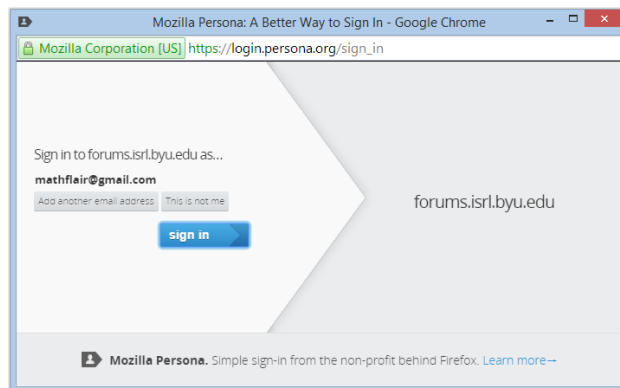 Mozilla Persona: A Better Way to Sign In - Google Chrome
Mozilla Corporation [US] https://login.persona.org/sign_in
Sign in to forums.isrl.byu.edu as...
mathflair@gmail.com
Add another email address This is not me
sign in
forums.isrl.byu.edu
Mozilla Persona. Simple sign-in from the non-profit behind Firefox. Learn more→